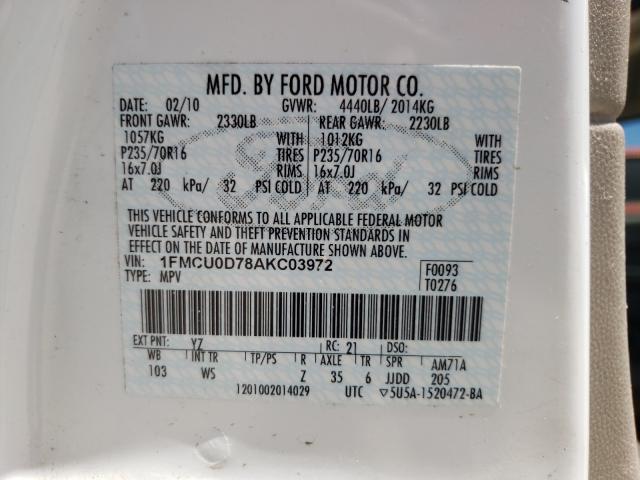 MFD. BY FORD MOTOR CO.
DATE: 02/10 GVWR: 4440LB/ 2014KG
FRONT GAWR: 2330LB REAR GAWR: 2230LB
1057KG WITH 1012KG WITH
P235/70R16 TIRES P235/70R16 TIRES
16x7.0J RIMS 16x7.0J RIMS
AT 220 kPa/ 32 PSI COLD AT 220 kPa/ 32 PSI COLD
THIS VEHICLE CONFORMS TO ALL APPLICABLE FEDERAL MOTOR
VEHICLE SAFETY AND THEFT PREVENTION STANDARDS IN
EFFECT ON THE DATE OF MANUFACTURE SHOWN ABOVE.
VIN: 1FMCU0D78AKC03972 F0093
TYPE: MPV T0276
EXT PNT: YZ RC: 21 DSO:
WB INT TR TP/PS R AXLE TR SPR AM71A
103 WS Z 35 6 JJDD 205
1201002014029 UTC ▽5U5A-1520472-BA
Ford